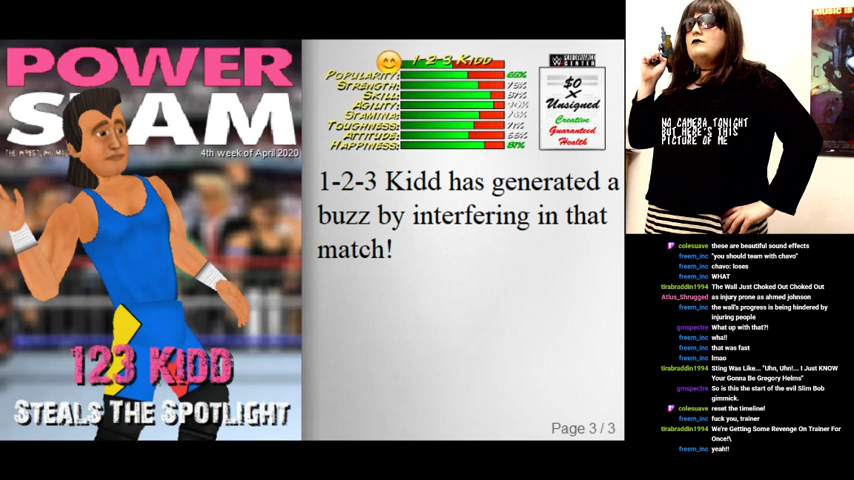 POWER
SLAM
4th week of April 2020
123 KIDD
STEALS THE SPOTLIGHT
1-2-3 KIDD
POPULARITY: 65%
STRENGTH: 75%
SKILL:
AGILITY:
STAMINA:
TOUGHNESS: 71%
ATTITUDE:
HAPPINESS: 81%
PERFORMANCE
CENTER
$0
X
Unsigned
Creative
Guaranteed
Health
1-2-3 Kidd has generated a
buzz by interfering in that
match!
Page 3 / 3
MUSIC IS
NO CAMERA TONIGHT
BUT HERE'S THIS
PICTURE OF ME
colesuave these are beautiful sound effects
freem_inc "you should team with chavo"
freem_inc chavo: loses
freem_inc WHAT
tirabraddin1994 The Wall Just Choked Out Choked Out
Atlus_Shrugged as injury prone as ahmed johnson
freem_inc the wall's progress is being hindered by
injuring people
gmspectre What up with that?!
freem_inc wha!!
freem_inc that was fast
freem_inc lmao
tirabraddin1994 Sting Was Like... "Uhn, Uhn!... I Just KNOW
Your Gonna Be Gregory Helms"
gmspectre So is this the start of the evil Slim Bob
gimmick.
colesuave reset the timeline!
freem_inc fuck you, trainer
tirabraddin1994 We're Getting Some Revenge On Trainer For
Once!\
freem_inc yeah!!